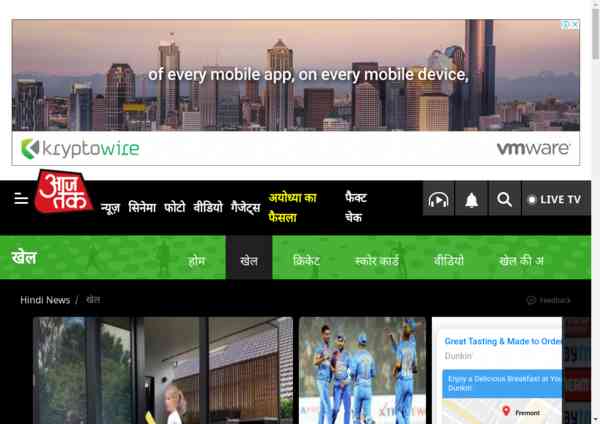 of every mobile app, on every mobile device,
kryptowire
vmware
आज तक
न्यूज़ सिनेमा फोटो वीडियो गैजेट्स अयोध्या का फैसला फैक्ट चेक
LIVE TV
खेल
होम खेल क्रिकेट स्कोर कार्ड वीडियो खेल की अ
Hindi News / खेल
Feedback
Great Tasting & Made to Order
Dunkin'
Enjoy a Delicious Breakfast at You
Dunkin'.
Fremont